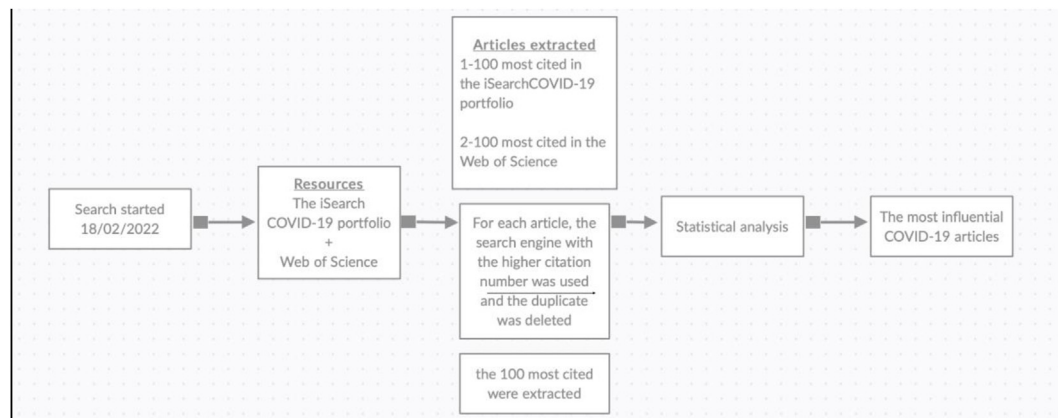 Search started
18/02/2022
Resources
The iSearch
COVID-19 portfolio
+
Web of Science
Articles extracted
1-100 most cited in
the iSearchCOVID-19
portfolio
2-100 most cited in the
Web of Science
For each article, the
search engine with
the higher citation
number was used
and the duplicate
was deleted
the 100 most cited
were extracted
Statistical analysis
The most influential
COVID-19 articles